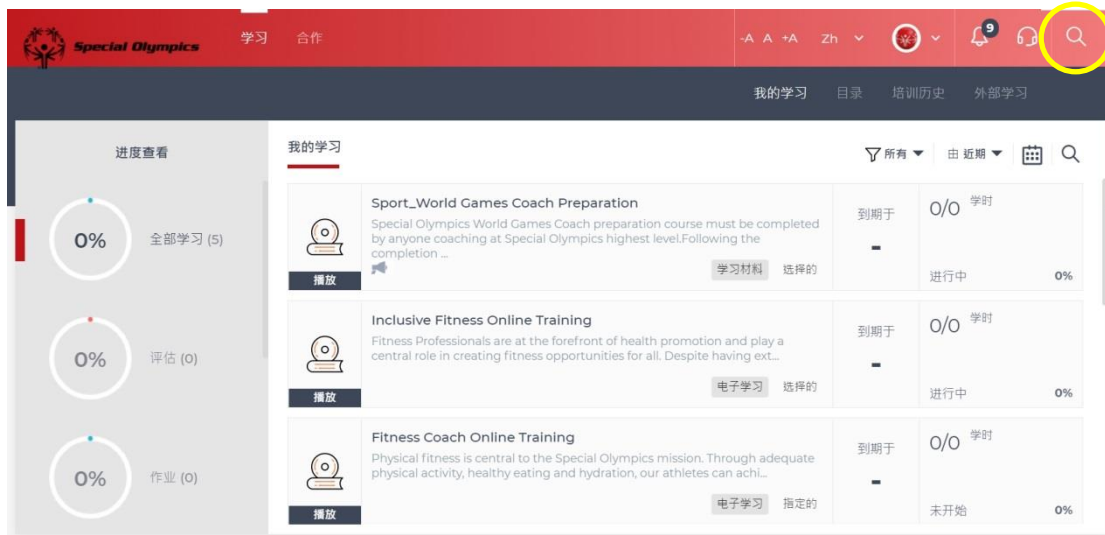 Special Olympics 学习 合作 -A A +A Zh 9
我的学习 目录 培训历史 外部学习
进度查看
0% 全部学习 (5)
0% 评估 (0)
0% 作业 (0)
我的学习 所有 由 近期
Sport_World Games Coach Preparation
Special Olympics World Games Coach preparation course must be completed
by anyone coaching at Special Olympics highest level.Following the
completion ...
学习材料 选择的
播放
到期于
-
0/0 学时
进行中 0%
Inclusive Fitness Online Training
Fitness Professionals are at the forefront of health promotion and play a
central role in creating fitness opportunities for all. Despite having ext...
电子学习 选择的
播放
到期于
-
0/0 学时
进行中 0%
Fitness Coach Online Training
Physical fitness is central to the Special Olympics mission. Through adequate
physical activity, healthy eating and hydration, our athletes can achi...
电子学习 指定的
播放
到期于
-
0/0 学时
未开始 0%